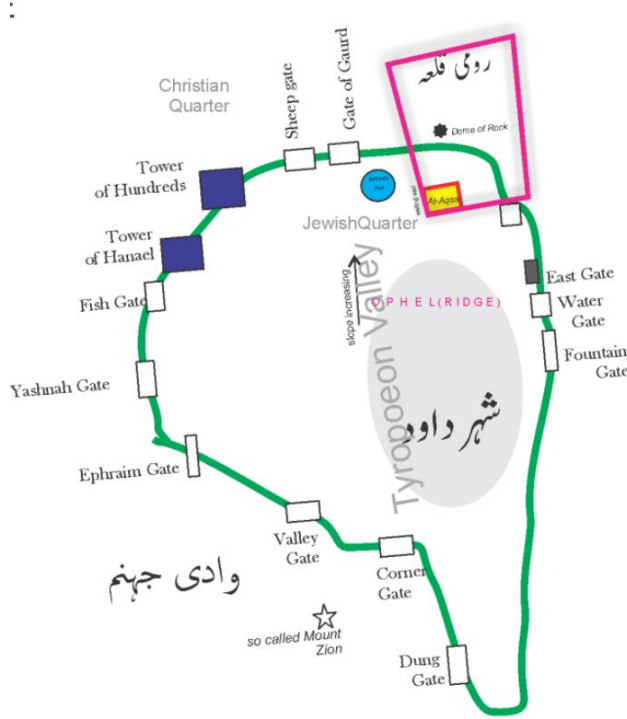 Christian
Quarter
Sheep gate
Gate of Gaurd
رومی قلعہ
Dome of Rock
Tower
of Hundreds
Al-Aqsa
JewishQuarter
Tower
of Hanael
Fish Gate
slope increasing
Tyropoeon Valley
OPHEL(RIDGE)
East Gate
Water
Gate
Fountain
Gate
Yashnah Gate
شہر داود
Ephraim Gate
Valley
Gate
Corner
Gate
وادی جہنم
so called Mount
Zion
Dung
Gate